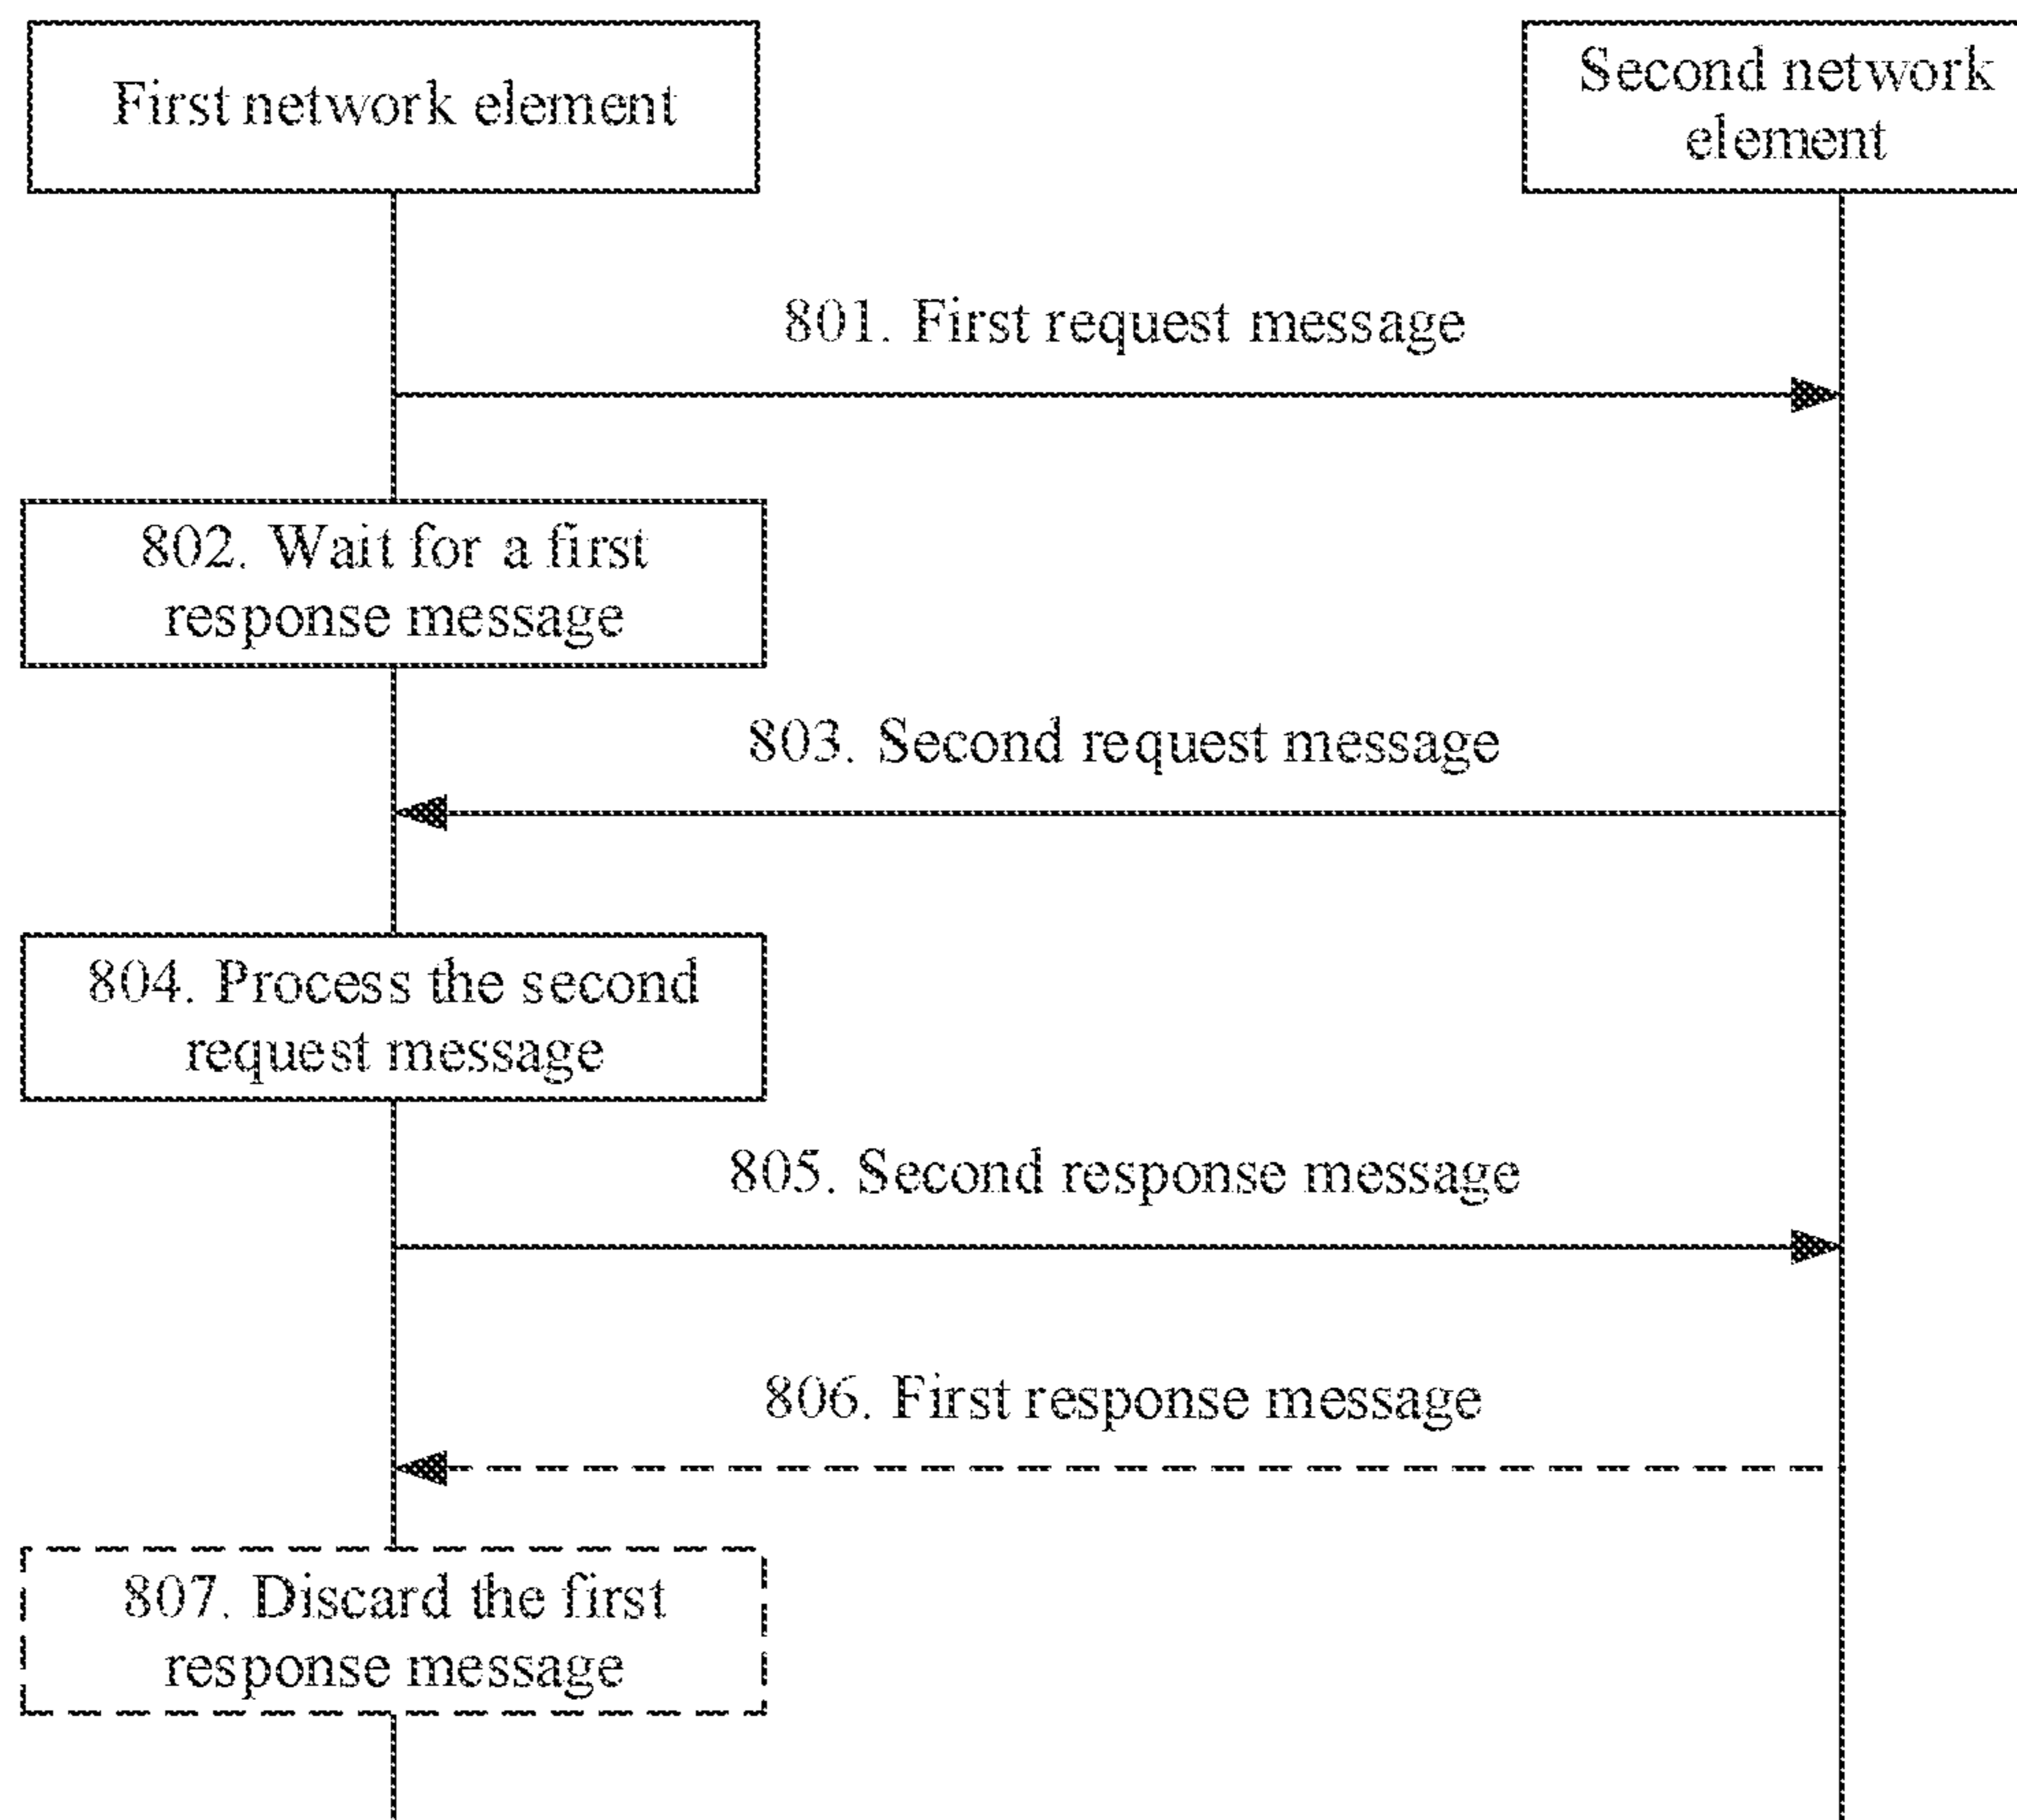 First network element
Second network
element
801. First request message
802. Wait for a first
response message
803. Second request message
804. Process the second
request message
805. Second response message
806. First response message
807. Discard the first
response message